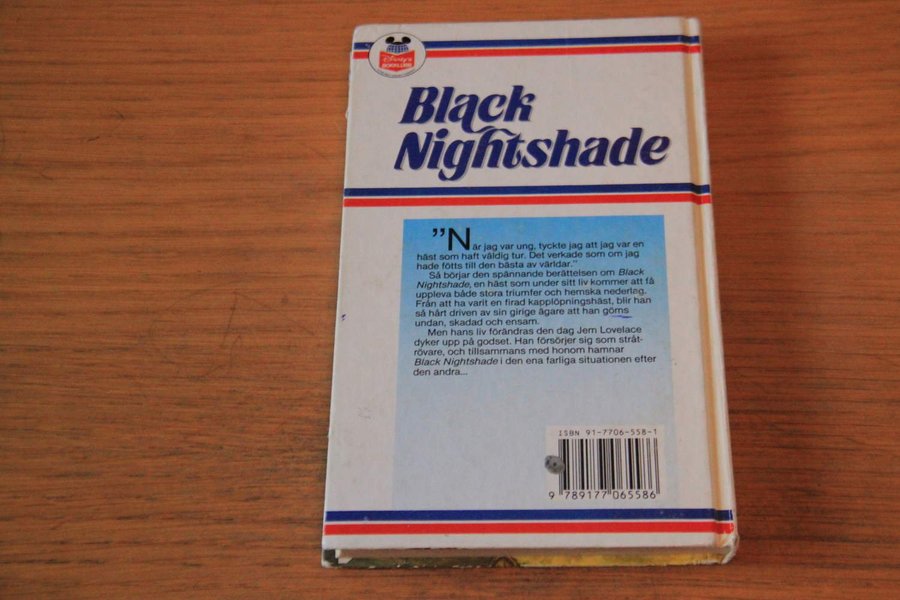 Disney's
BOKKLUBB
Black
Nightshade
”När jag var ung, tyckte jag att jag var en
häst som haft väldig tur. Det verkade som om jag
hade fötts till den bästa av världar.”
Så börjar den spännande berättelsen om Black
Nightshade, en häst som under sitt liv kommer att få
uppleva både stora triumfer och hemska nederlag.
Från att ha varit en firad kapplöpningshäst, blir han
så hårt driven av sin girige ägare att han göms
undan, skadad och ensam.
Men hans liv förändras den dag Jem Lovelace
dyker upp på godset. Han försörjer sig som stråt-
rövare, och tillsammans med honom hamnar
Black Nightshade i den ena farliga situationen efter
den andra...
ISBN 91-7706-558-1
9 789177 065586